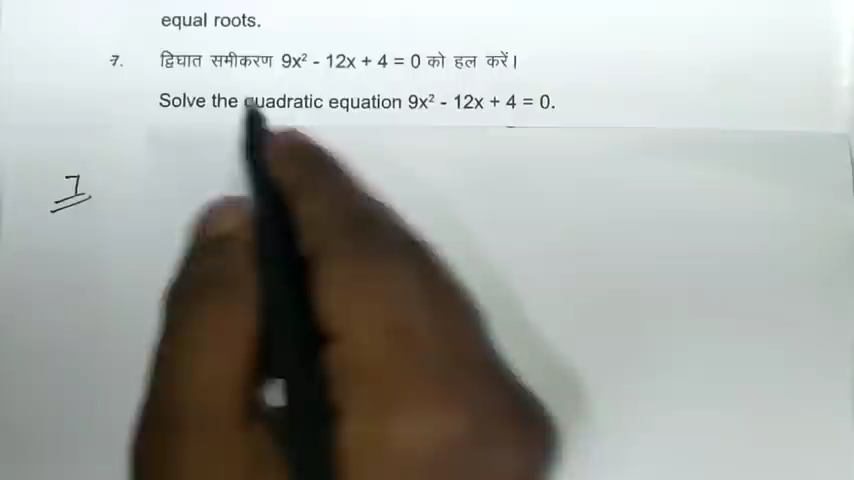 equal roots.
7. द्विघात समीकरण 9x² - 12x + 4 = 0 को हल करें।
Solve the quadratic equation 9x² - 12x + 4 = 0.
7